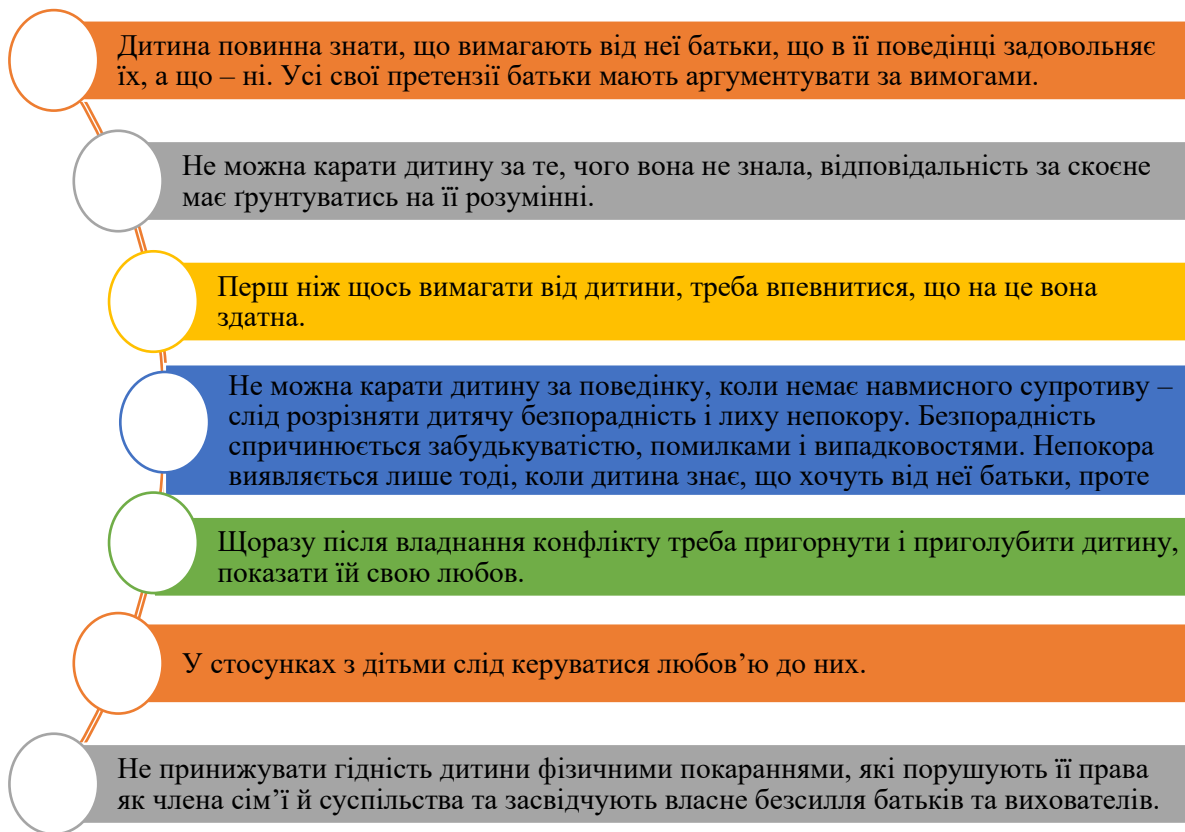 Дитина повинна знати, що вимагають від неї батьки, що в її поведінці задовольняє
їх, а що – ні. Усі свої претензії батьки мають аргументувати за вимогами.
Не можна карати дитину за те, чого вона не знала, відповідальність за скоєне
має ґрунтуватись на її розумінні.
Перш ніж щось вимагати від дитини, треба впевнитися, що на це вона
здатна.
Не можна карати дитину за поведінку, коли немає навмисного супротиву –
слід розрізняти дитячу безпорадність і лиху непокору. Безпорадність
спричинюється забудькуватістю, помилками і випадковостями. Непокора
виявляється лише тоді, коли дитина знає, що хочуть від неї батьки, проте
Щоразу після владнання конфлікту треба пригорнути і приголубити дитину,
показати їй свою любов.
У стосунках з дітьми слід керуватися любов’ю до них.
Не принижувати гідність дитини фізичними покараннями, які порушують її права
як члена сім’ї й суспільства та засвідчують власне безсилля батьків та вихователів.